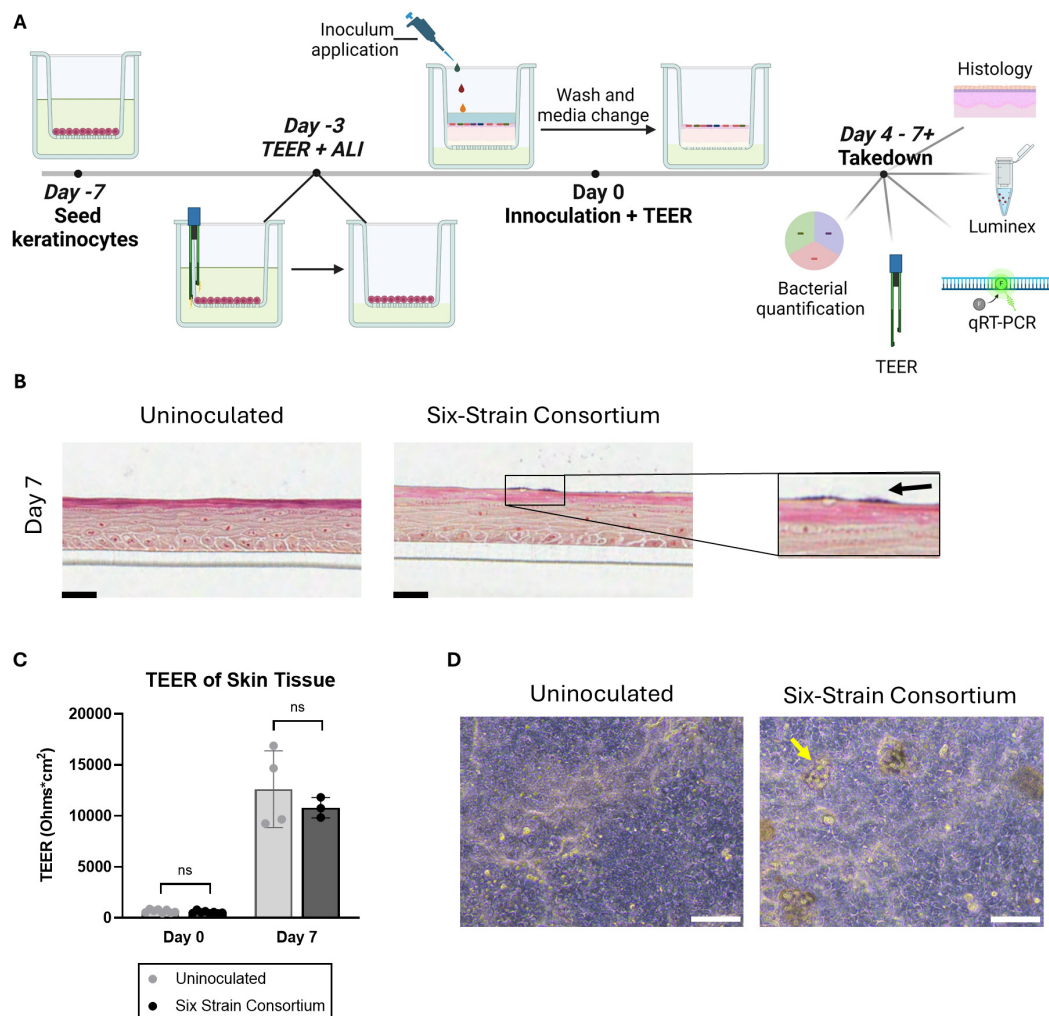 A
Inoculum
application
Wash and
media change
Histology
Day -3
TEER + ALI
Day 4 - 7+
Takedown
Day -7
Seed
keratinocytes
Day 0
Innoculation + TEER
Luminex
Bacterial
quantification
F
F
qRT-PCR
TEER
B
Uninoculated
Six-Strain Consortium
Day 7
C
D
TEER of Skin Tissue
Uninoculated
Six-Strain Consortium
TEER (Ohms*cm2)
20000
15000
10000
5000
0
ns
ns
Day 0
Day 7
Uninoculated
Six Strain Consortium